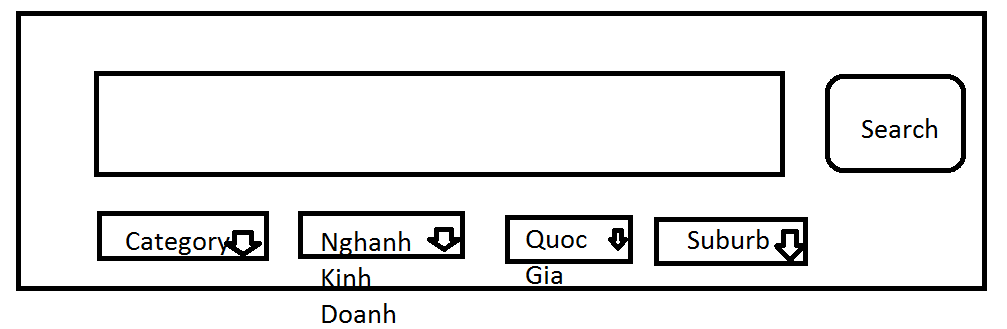 Search
Category
Nghanh
Kinh
Doanh
Quoc
Gia
Suburb